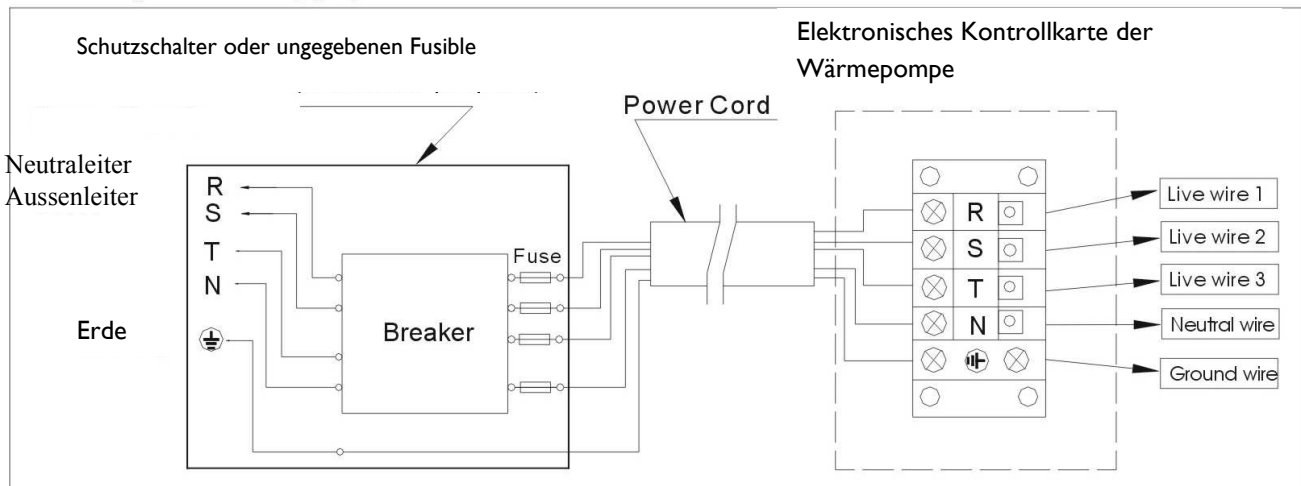 Schutzschalter oder ungegebenen Fusible
Elektronisches Kontrollkarte der
Wärmepompe
Power Cord
Neutraleiter
Aussenleiter
R
S
T
N
Erde
Fuse
Breaker
R
S
T
N
Live wire 1
Live wire 2
Live wire 3
Neutral wire
Ground wire